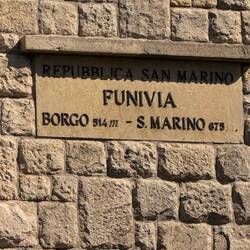 REPUBBLICA SAN MARINO
FUNIVIA
BORGO 514 m - S. MARINO 675